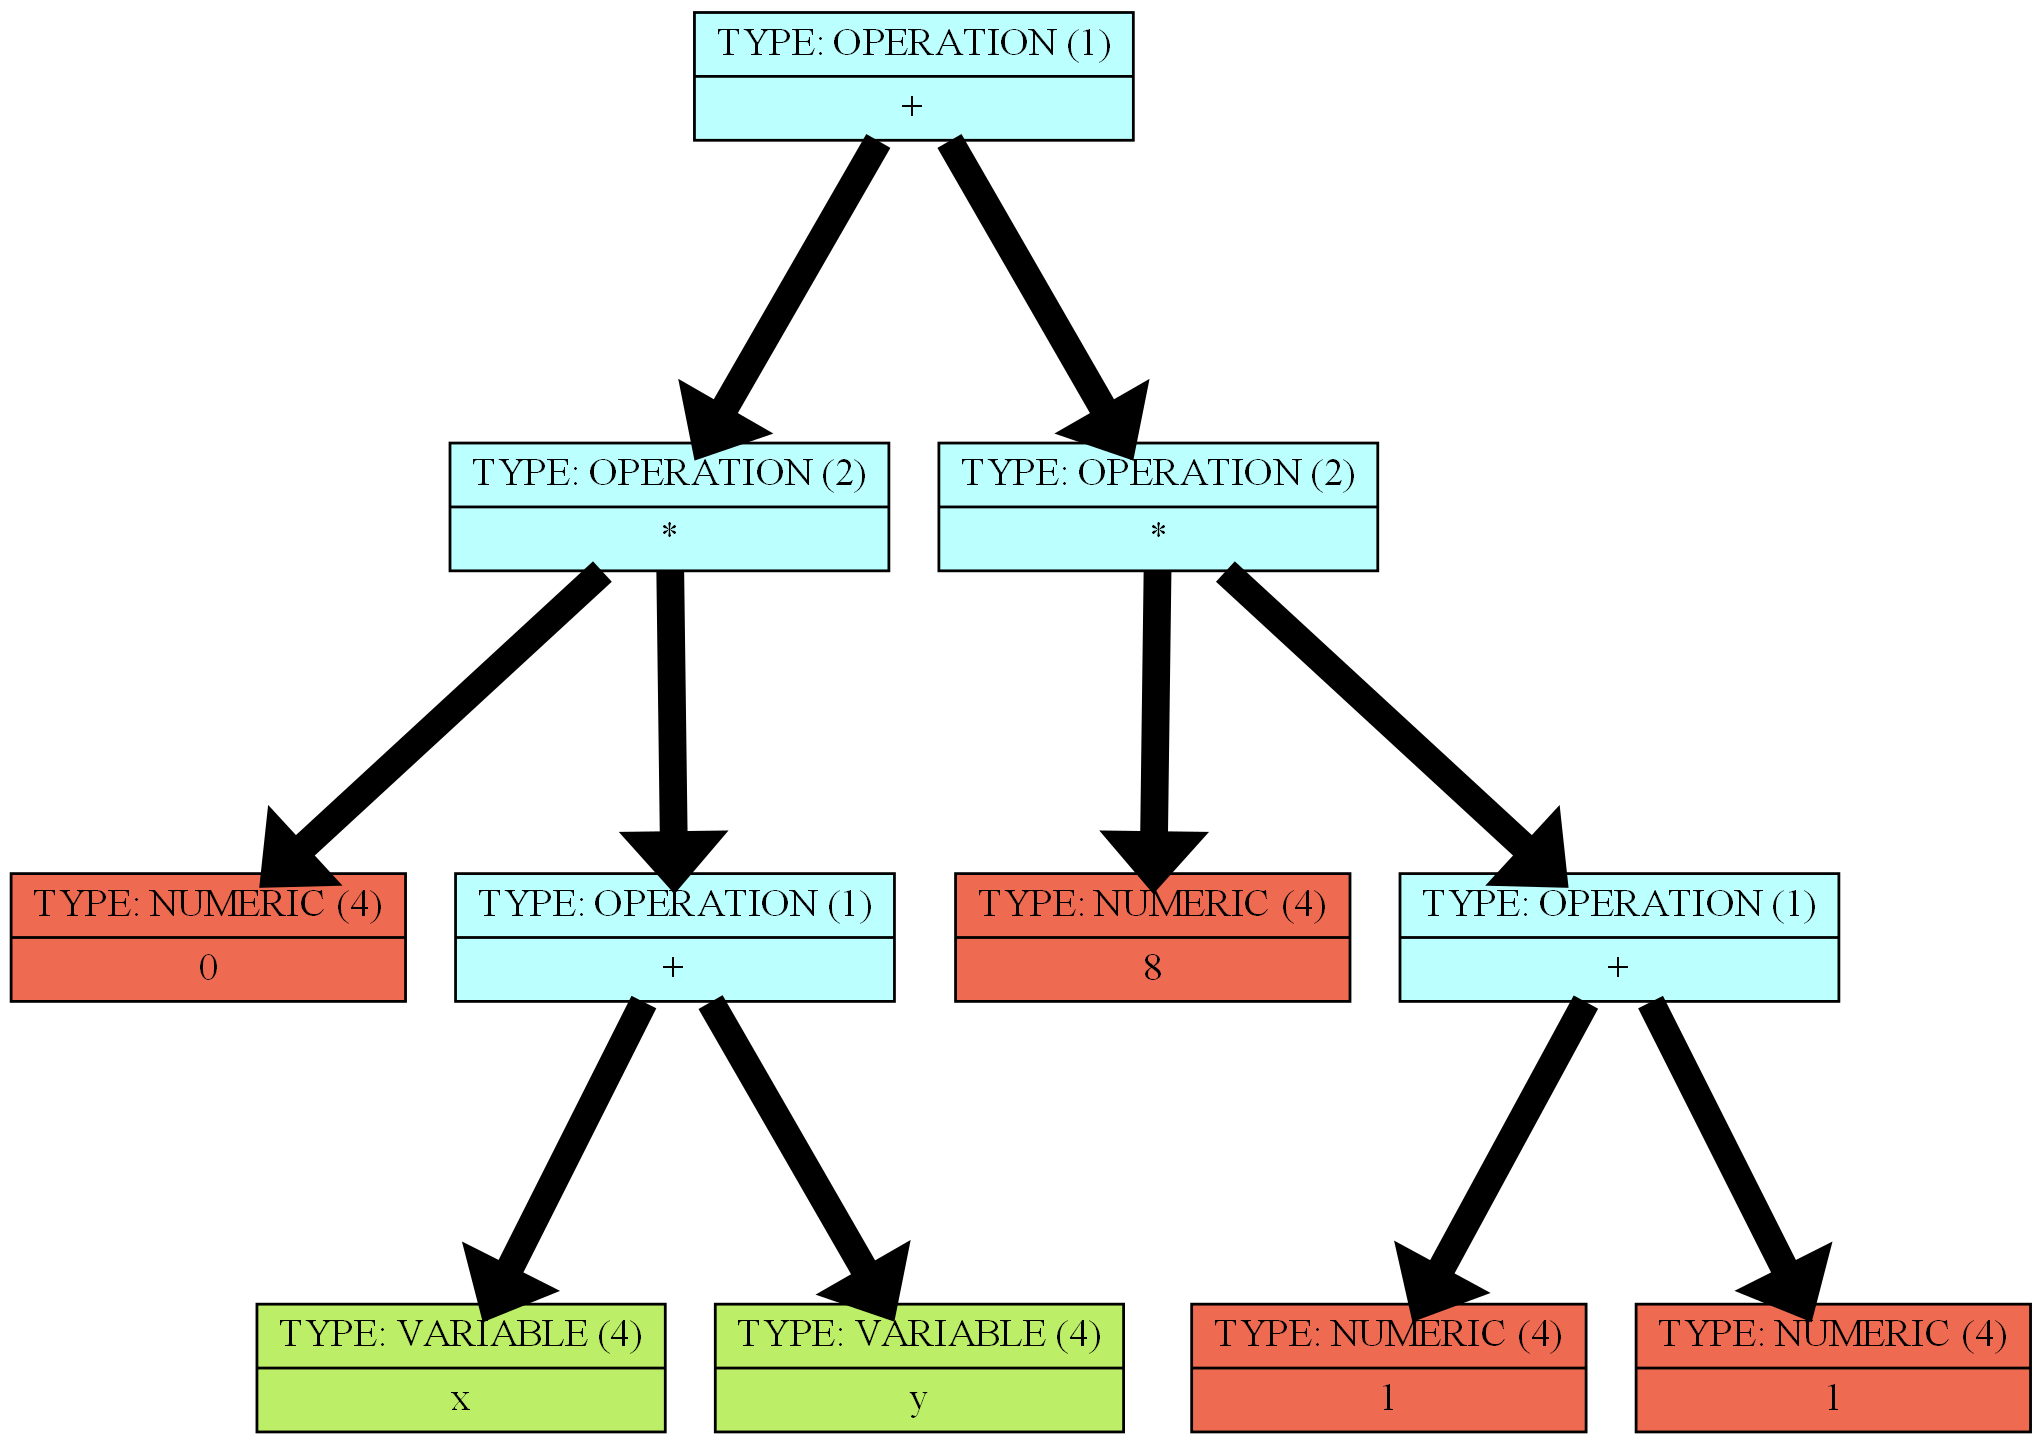 TYPE: OPERATION (1)
+
TYPE: OPERATION (2)
*
TYPE: OPERATION (2)
*
TYPE: NUMERIC (4)
0
TYPE: OPERATION (1)
+
TYPE: NUMERIC (4)
8
TYPE: OPERATION (1)
+
TYPE: VARIABLE (4)
x
TYPE: VARIABLE (4)
y
TYPE: NUMERIC (4)
1
TYPE: NUMERIC (4)
1